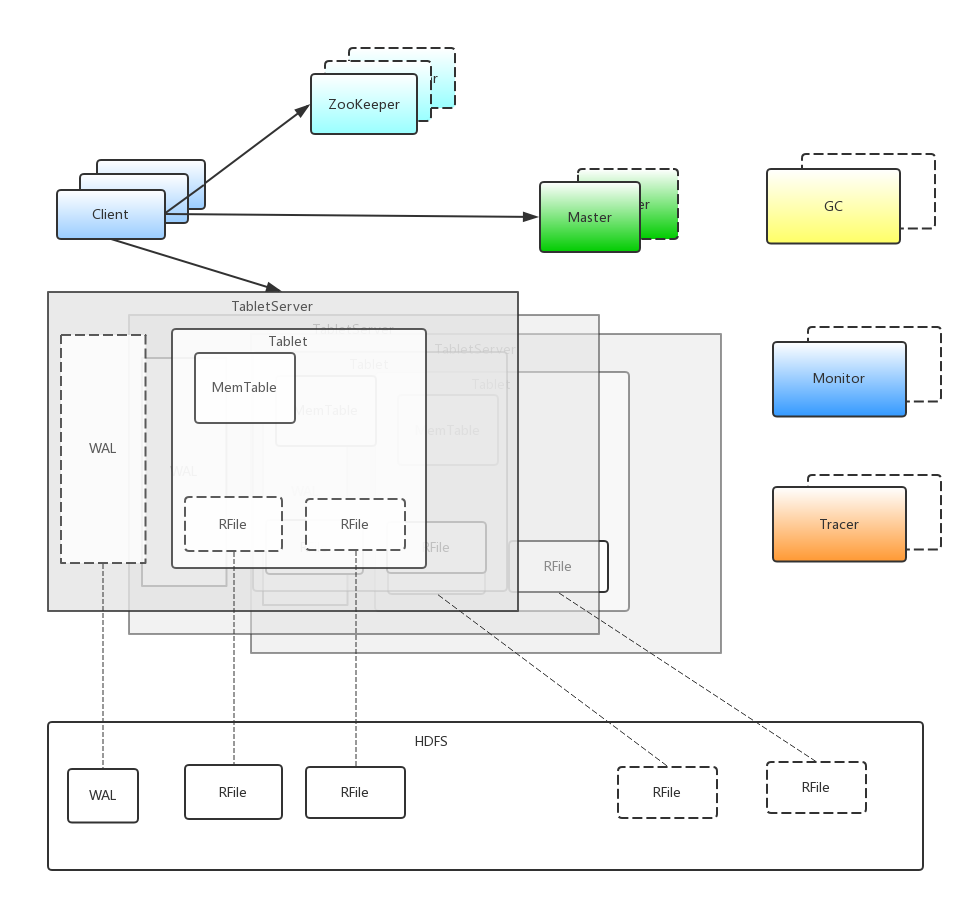 r
ZooKeeper
Client
Master
er
GC
TabletServer
TabletServer
TabletServer
Tablet
Tablet
Tablet
MemTable
MemTable
MemTable
Monitor
WAL
WAL
RFile
RFile
RFile
RFile
Tracer
HDFS
WAL
RFile
RFile
RFile
RFile